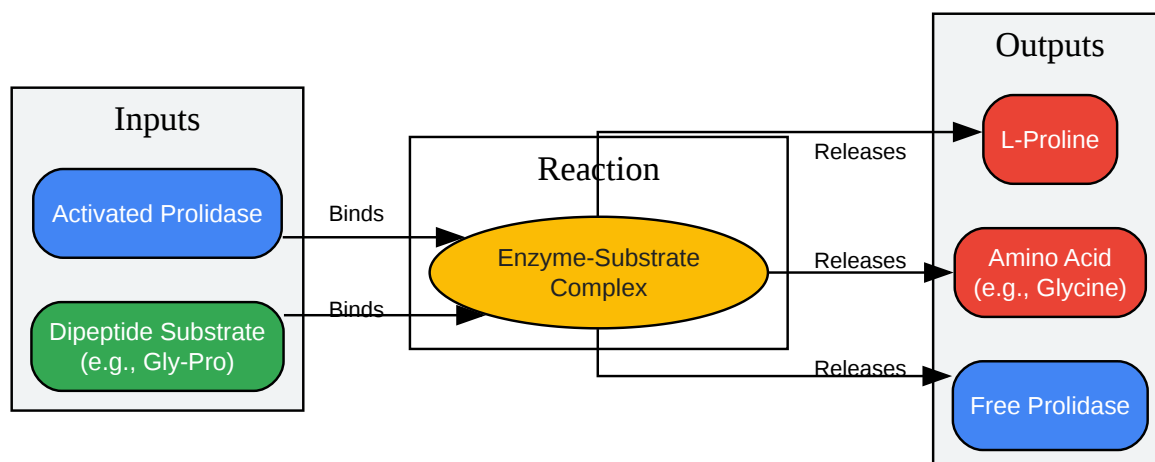 Inputs
Activated Prolidase
Dipeptide Substrate
(e.g., Gly-Pro)
Binds
Binds
Reaction
Enzyme-Substrate
Complex
Releases
Releases
Releases
Outputs
L-Proline
Amino Acid
(e.g., Glycine)
Free Prolidase